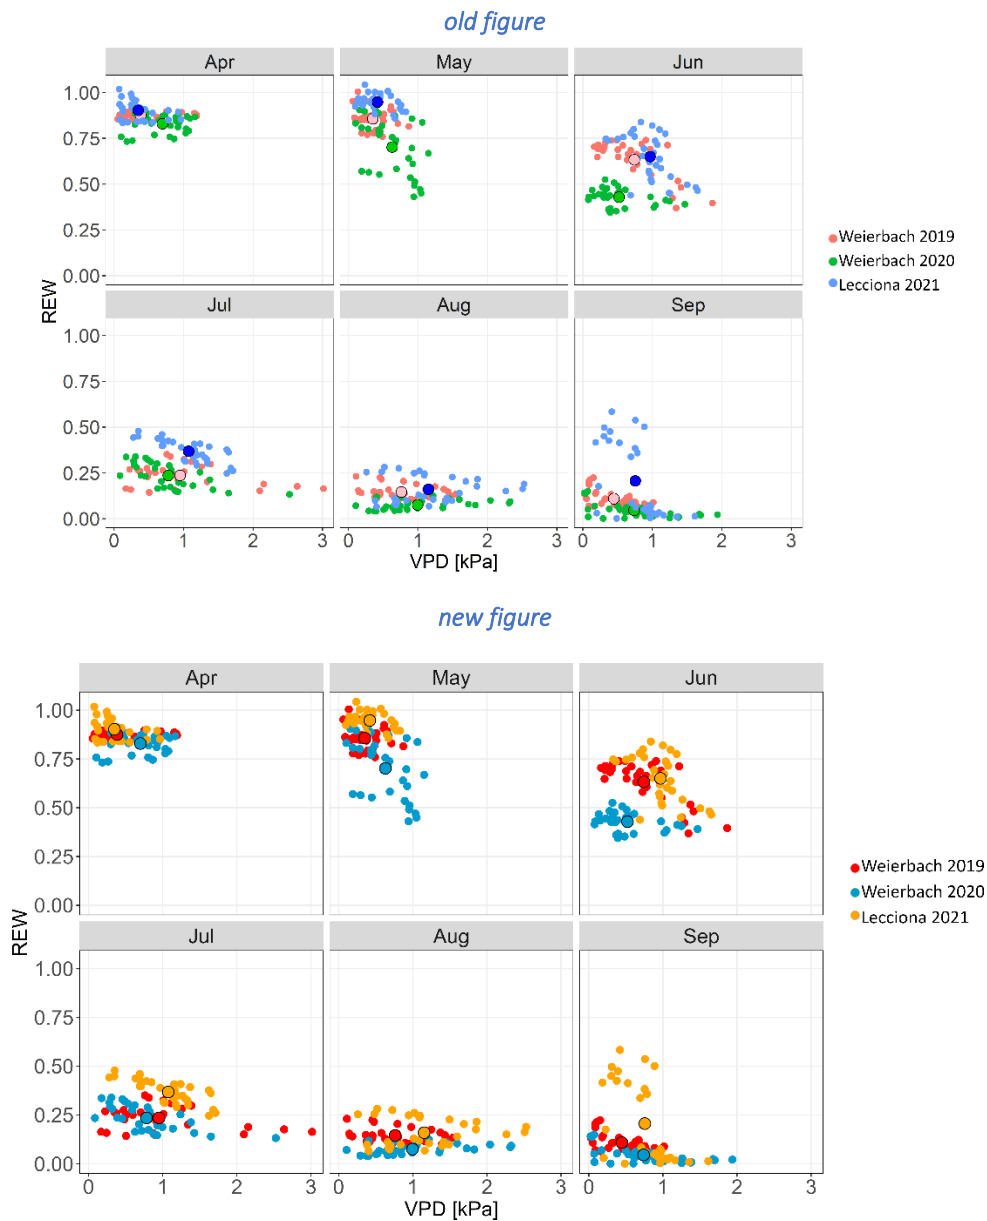 old figure
Apr May Jun
1.00
0.75
0.50
0.25
0.00
Weierbach 2019
Weierbach 2020
Lecciona 2021
REW
Jul Aug Sep
1.00
0.75
0.50
0.25
0.00
0 1 2 3 0 1 2 3 0 1 2 3
VPD [kPa]
new figure
Apr May Jun
1.00
0.75
0.50
0.25
0.00
Weierbach 2019
Weierbach 2020
Lecciona 2021
REW
Jul Aug Sep
1.00
0.75
0.50
0.25
0.00
0 1 2 3 0 1 2 3 0 1 2 3
VPD [kPa]